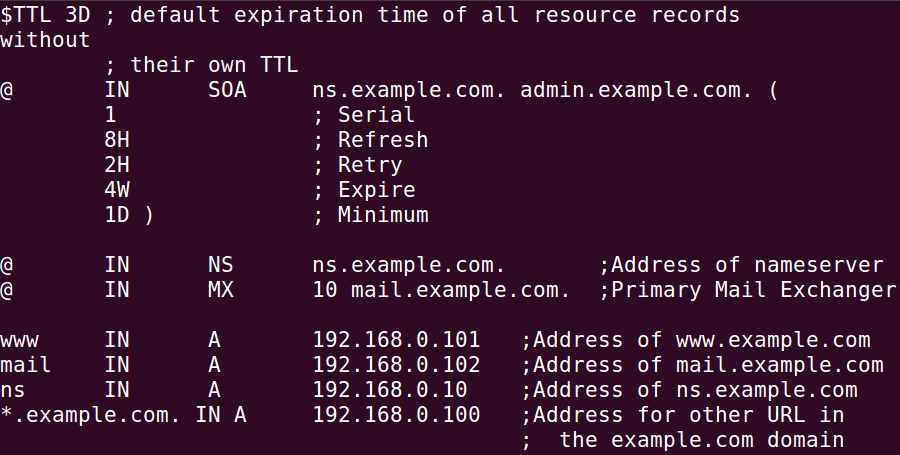 $TTL 3D ; default expiration time of all resource records
without
        ; their own TTL
@       IN      SOA     ns.example.com. admin.example.com. (
        1               ; Serial
        8H              ; Refresh
        2H              ; Retry
        4W              ; Expire
        1D )            ; Minimum

@       IN      NS      ns.example.com.       ;Address of nameserver
@       IN      MX      10 mail.example.com.  ;Primary Mail Exchanger

www     IN      A       192.168.0.101   ;Address of www.example.com
mail    IN      A       192.168.0.102   ;Address of mail.example.com
ns      IN      A       192.168.0.10    ;Address of ns.example.com
*.example.com. IN A     192.168.0.100   ;Address for other URL in
                                        ;  the example.com domain